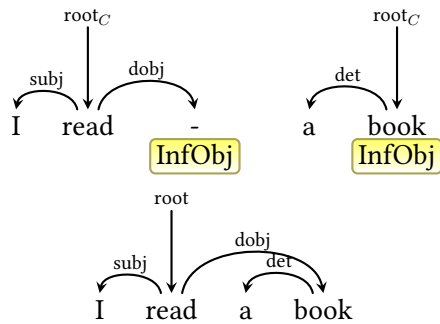 root_C root_C
subj dobj det
I read - a book
InfObj InfObj
root
dobj
subj det
I read a book